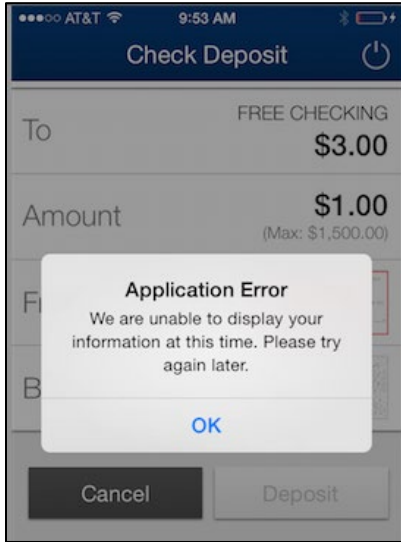 AT&T 9:53 AM
Check Deposit
To FREE CHECKING
$3.00
Amount $1.00
(Max: $1,500.00)
Application Error
We are unable to display your
information at this time. Please try
again later.
OK
Cancel Deposit